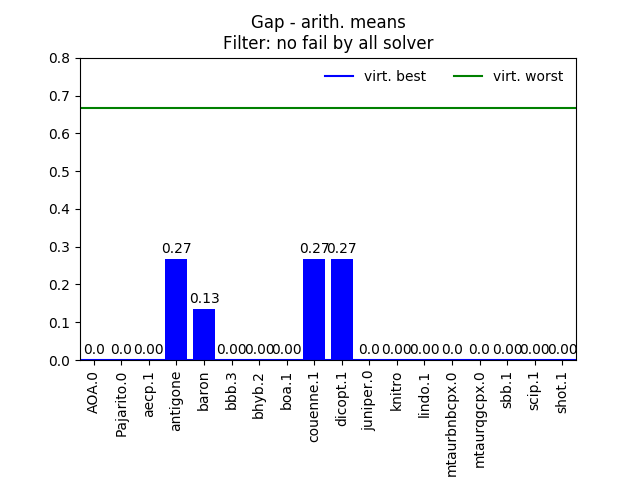 Gap - arith. means
Filter: no fail by all solver
virt. best virt. worst
0.8
0.7
0.6
0.5
0.4
0.3
0.2
0.1
0.0
0.0 0.0 0.00 0.27 0.13 0.00 0.00 0.00 0.27 0.27 0.0 0.00 0.00 0.0 0.0 0.00 0.00 0.00
AOA.0
Pajarito.0
aecp.1
antigone
baron
bbb.3
bhyb.2
boa.1
couenne.1
dicopt.1
juniper.0
knitro
lindo.1
mtaurbnbcpx.0
mtaurqgcpx.0
sbb.1
scip.1
shot.1